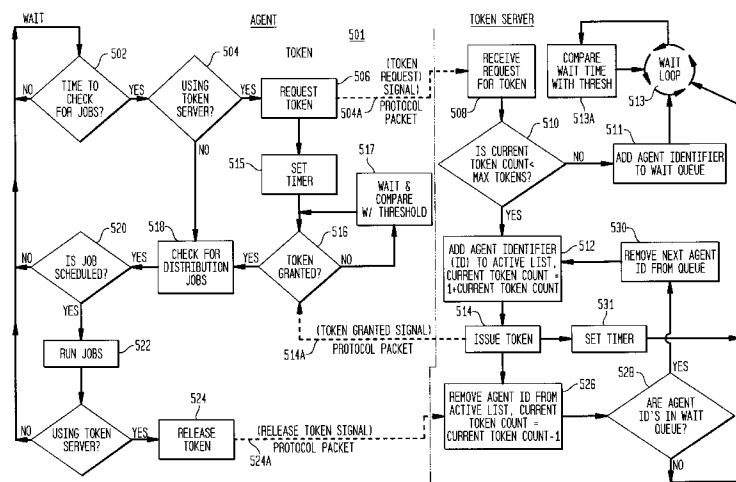 WAIT
AGENT
TOKEN SERVER
TOKEN
501
502
TIME TO
CHECK
FOR JOBS?
NO
YES
504
USING
TOKEN
SERVER?
YES
NO
506
REQUEST
TOKEN
(TOKEN
REQUEST)
SIGNAL)
504A
PROTOCOL
PACKET
RECEIVE
REQUEST
FOR TOKEN
508
COMPARE
WAIT TIME
WITH THRESH
513A
WAIT
LOOP
513
510
IS CURRENT
TOKEN COUNT<
MAX TOKENS?
NO
YES
511
ADD AGENT IDENTIFIER
TO WAIT QUEUE
515
SET
TIMER
517
WAIT &
COMPARE
W/ THRESHOLD
516
TOKEN
GRANTED?
YES
NO
518
CHECK FOR
DISTRIBUTION
JOBS
520
IS JOB
SCHEDULED?
NO
YES
YES
ADD AGENT IDENTIFIER
(ID) TO ACTIVE LIST,
CURRENT TOKEN COUNT =
1+CURRENT TOKEN COUNT
512
530
REMOVE NEXT AGENT
ID FROM QUEUE
514
ISSUE TOKEN
531
SET TIMER
(TOKEN GRANTED SIGNAL)
514A
PROTOCOL PACKET
RUN JOBS
522
528
ARE AGENT
ID'S IN WAIT
QUEUE?
YES
NO
REMOVE AGENT ID FROM
ACTIVE LIST, CURRENT
TOKEN COUNT =
CURRENT TOKEN COUNT-1
526
USING TOKEN
SERVER?
NO
YES
524
RELEASE
TOKEN
(RELEASE TOKEN SIGNAL)
524A
PROTOCOL PACKET